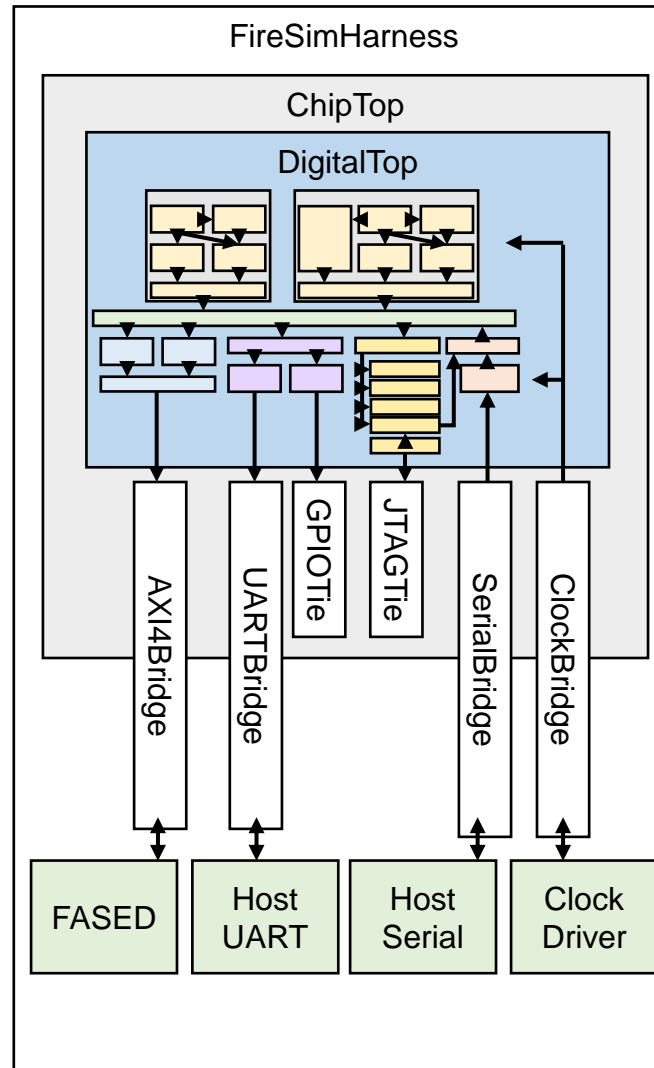 FireSimHarness
ChipTop
DigitalTop
AXI4Bridge
UARTBridge
GPIOTie
JTAGTie
SerialBridge
ClockBridge
FASED
Host
UART
Host
Serial
Clock
Driver